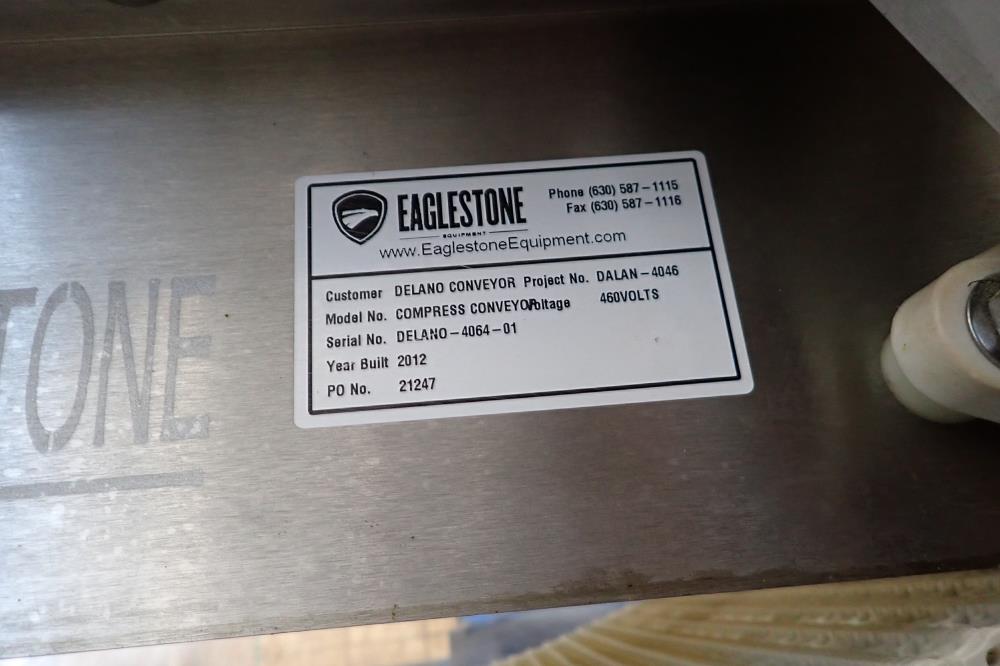 EAGLESTONE
EQUIPMENT
Phone (630) 587-1115
Fax (630) 587-1116
www.EaglestoneEquipment.com
Customer DELANO CONVEYOR Project No. DALAN-4046
Model No. COMPRESS CONVEYOR Voltage 460VOLTS
Serial No. DELANO-4064-01
Year Built 2012
PO No. 21247
TONE